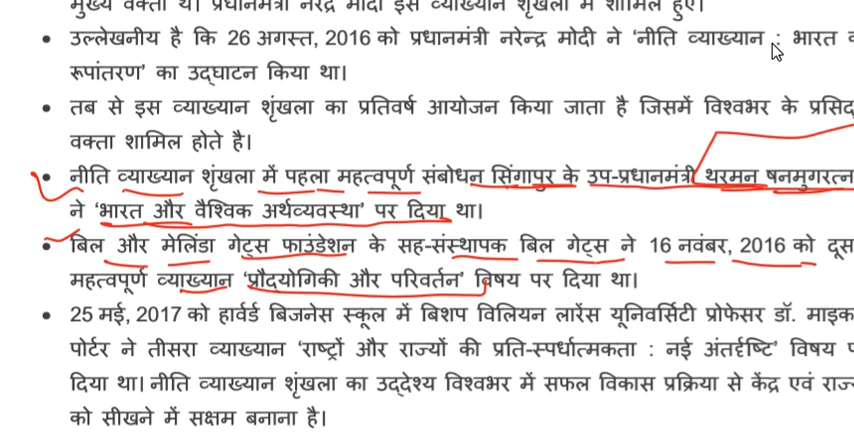 मुख्य वक्ता थे। प्रधानमंत्री नरेंद्र मोदी इस व्याख्यान शृंखला में शामिल हुए।
• उल्लेखनीय है कि 26 अगस्त, 2016 को प्रधानमंत्री नरेन्द्र मोदी ने ‘नीति व्याख्यान : भारत
रूपांतरण’ का उद्घाटन किया था।
• तब से इस व्याख्यान शृंखला का प्रतिवर्ष आयोजन किया जाता है जिसमें विश्वभर के प्रसिद्
वक्ता शामिल होते है।
• नीति व्याख्यान शृंखला में पहला महत्वपूर्ण संबोधन सिंगापुर के उप-प्रधानमंत्री थरमन षनमुगरत्न
ने ‘भारत और वैश्विक अर्थव्यवस्था’ पर दिया था।
• बिल और मेलिंडा गेट्स फाउंडेशन के सह-संस्थापक बिल गेट्स ने 16 नवंबर, 2016 को दूस
महत्वपूर्ण व्याख्यान ‘प्रौद्योगिकी और परिवर्तन’ विषय पर दिया था।
• 25 मई, 2017 को हार्वर्ड बिजनेस स्कूल में बिशप विलियन लारेंस यूनिवर्सिटी प्रोफेसर डॉ. माइक
पोर्टर ने तीसरा व्याख्यान ‘राष्ट्रों और राज्यों की प्रति-स्पर्धात्मकता : नई अंतर्दृष्टि’ विषय
दिया था। नीति व्याख्यान शृंखला का उद्देश्य विश्वभर में सफल विकास प्रक्रिया से केंद्र एवं राज्
को सीखने में सक्षम बनाना है।